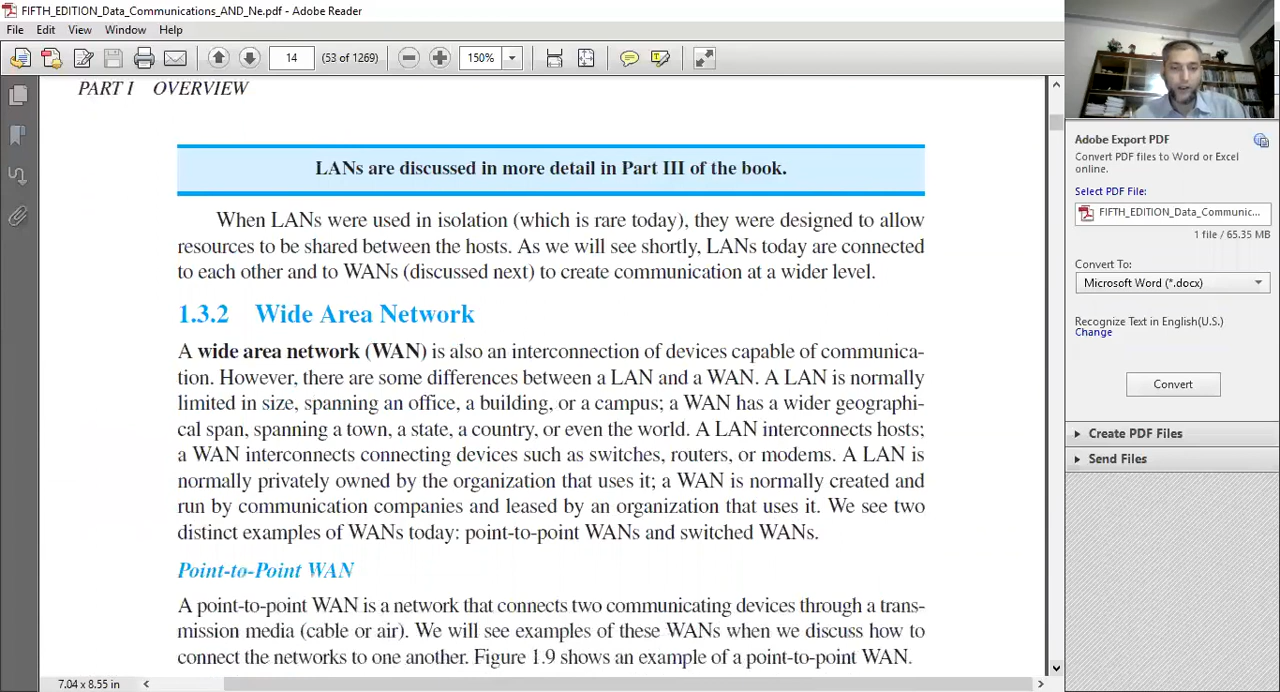 FIFTH_EDITION_Data_Communications_AND_Ne.pdf - Adobe Reader
File Edit View Window Help
14 (53 of 1269) 150%
PART I OVERVIEW
LANs are discussed in more detail in Part III of the book.
When LANs were used in isolation (which is rare today), they were designed to allow
resources to be shared between the hosts. As we will see shortly, LANs today are connected
to each other and to WANs (discussed next) to create communication at a wider level.
1.3.2 Wide Area Network
A wide area network (WAN) is also an interconnection of devices capable of communica-
tion. However, there are some differences between a LAN and a WAN. A LAN is normally
limited in size, spanning an office, a building, or a campus; a WAN has a wider geographi-
cal span, spanning a town, a state, a country, or even the world. A LAN interconnects hosts;
a WAN interconnects connecting devices such as switches, routers, or modems. A LAN is
normally privately owned by the organization that uses it; a WAN is normally created and
run by communication companies and leased by an organization that uses it. We see two
distinct examples of WANs today: point-to-point WANs and switched WANs.
Point-to-Point WAN
A point-to-point WAN is a network that connects two communicating devices through a trans-
mission media (cable or air). We will see examples of these WANs when we discuss how to
connect the networks to one another. Figure 1.9 shows an example of a point-to-point WAN.
7.04 x 8.55 in
Adobe Export PDF
Convert PDF files to Word or Excel
online.
Select PDF File:
FIFTH_EDITION_Data_Communic...
1 file / 65.35 MB
Convert To:
Microsoft Word (*.docx)
Recognize Text in English(U.S.)
Change
Convert
Create PDF Files
Send Files